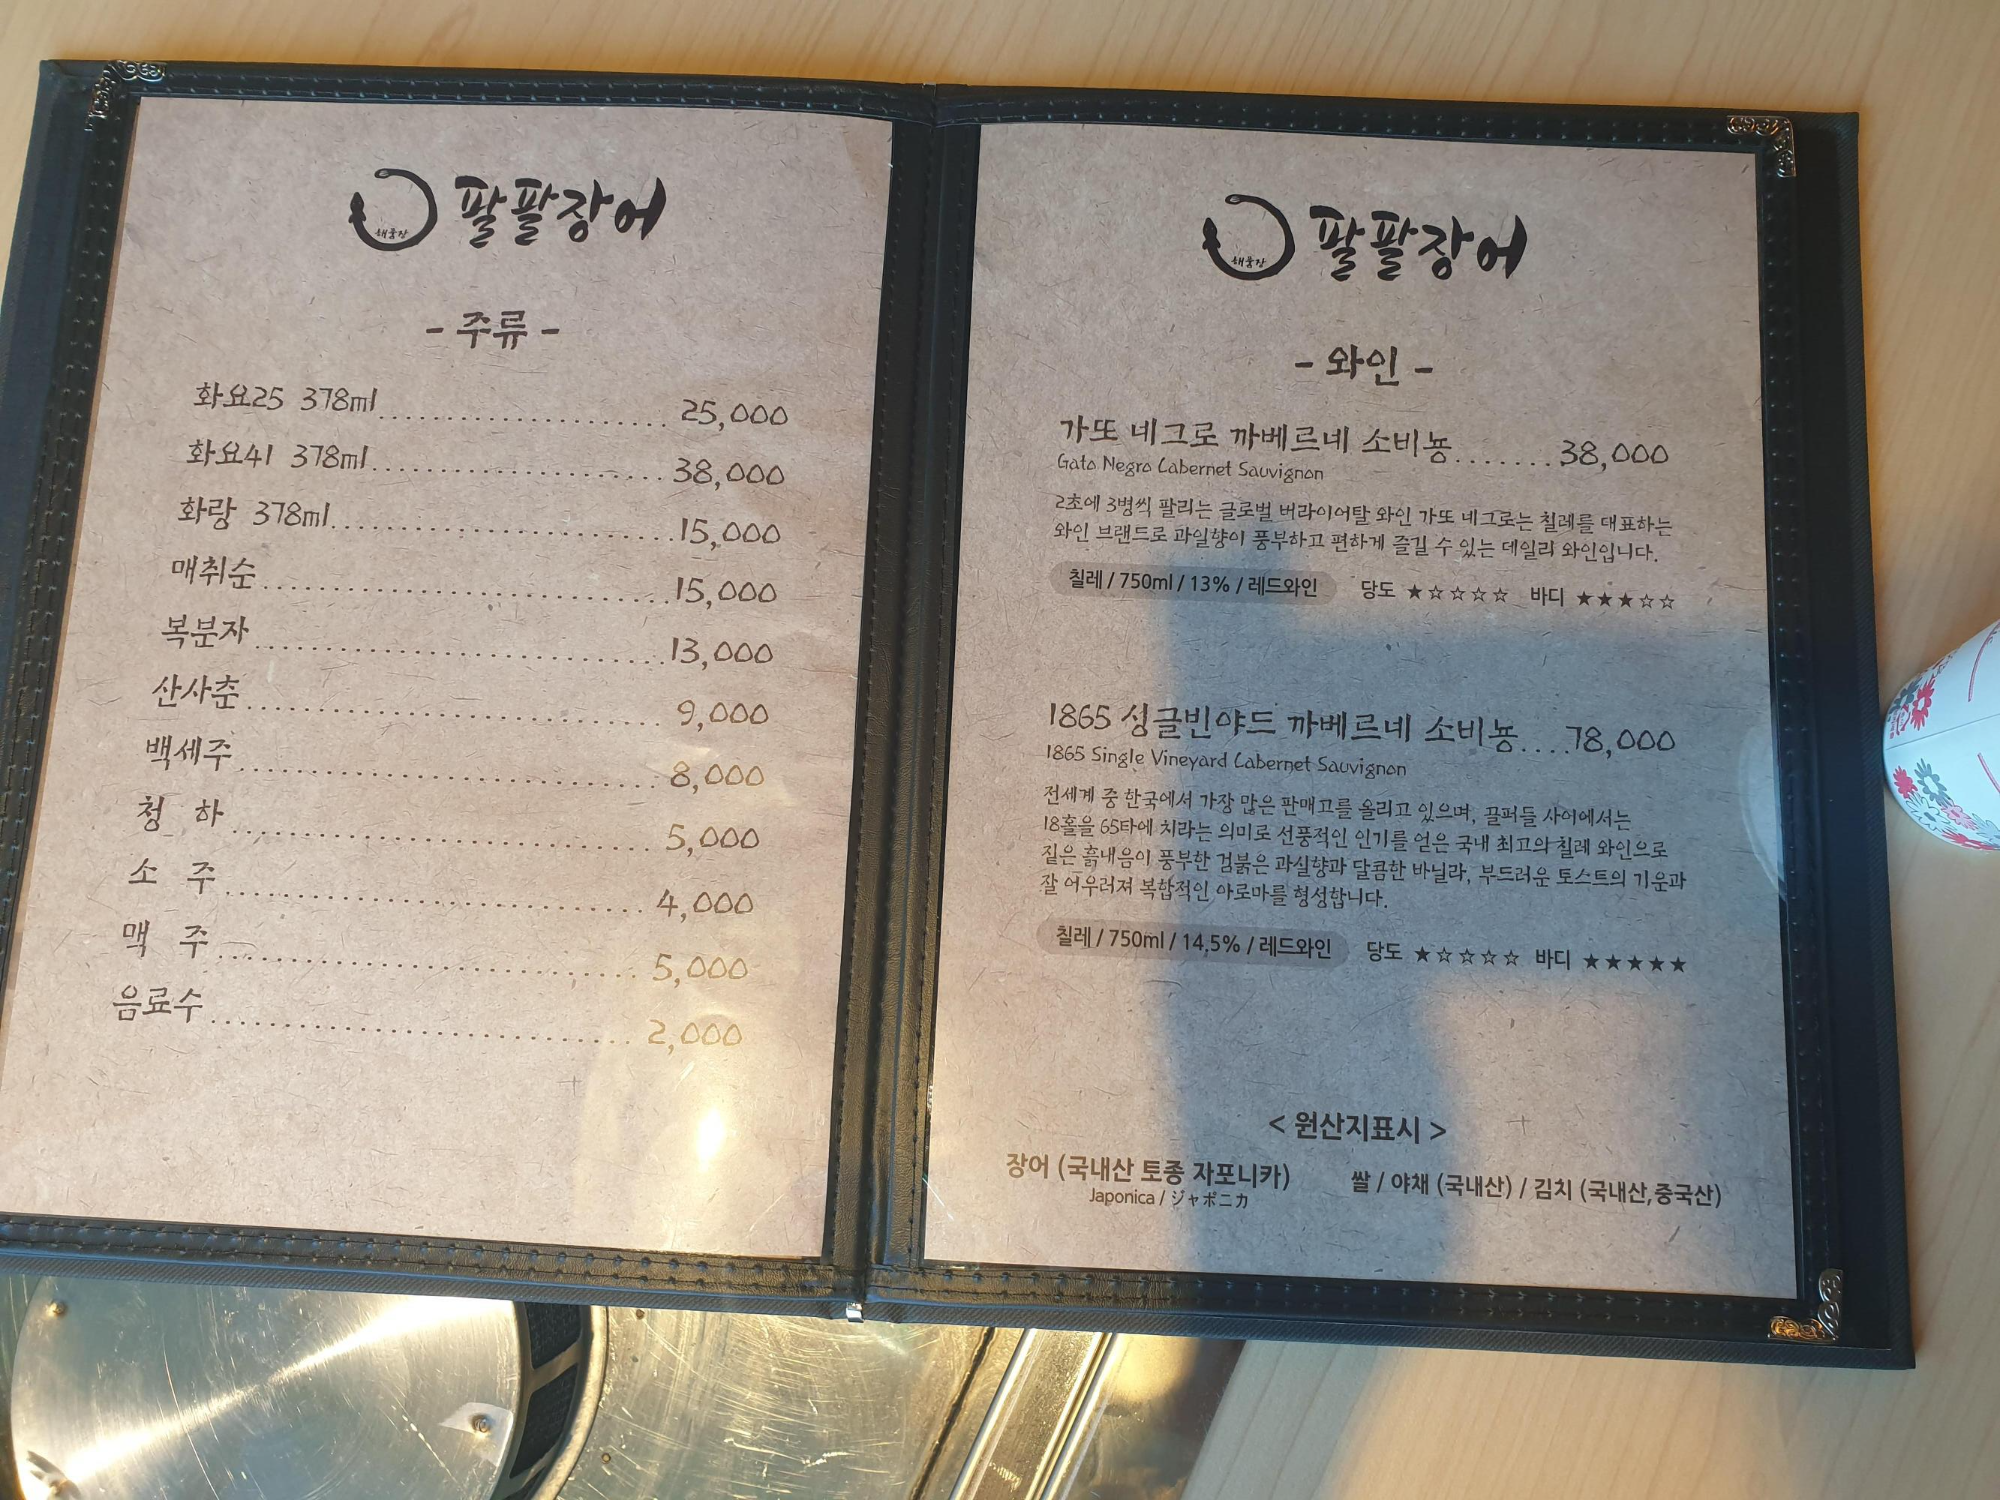 해품장
팔팔장어
- 주류 -
화요25 378ml 25,000
화요41 378ml 38,000
화랑 378ml 15,000
매취순 15,000
복분자 13,000
산사춘 9,000
백세주 8,000
청 하 5,000
소 주 4,000
맥 주 5,000
음료수 2,000
해품장
팔팔장어
- 와인 -
가또 네그로 까베르네 소비뇽 38,000
Gato Negro Cabernet Sauvignon
2초에 3병씩 팔리는 글로벌 버라이어탈 와인 가또 네그로는 칠레를 대표하는
와인 브랜드로 과일향이 풍부하고 편하게 즐길 수 있는 데일리 와인입니다.
칠레 / 750ml / 13% / 레드와인 당도 ★☆☆☆☆ 바디 ★★★☆☆
1865 싱글빈야드 까베르네 소비뇽 78,000
1865 Single Vineyard Cabernet Sauvignon
전세계 중 한국에서 가장 많은 판매고를 올리고 있으며, 골퍼들 사이에서는
18홀을 65타에 치라는 의미로 선풍적인 인기를 얻은 국내 최고의 칠레 와인으로
짙은 흙내음이 풍부한 검붉은 과실향과 달콤한 바닐라, 부드러운 토스트의 기운과
잘 어우러져 복합적인 아로마를 형성합니다.
칠레 / 750ml / 14.5% / 레드와인 당도 ★☆☆☆☆ 바디 ★★★★★
< 원산지표시 >
장어 (국내산 토종 자포니카) 쌀 / 야채 (국내산) / 김치 (국내산,중국산)
Japonica / ジャポニカ